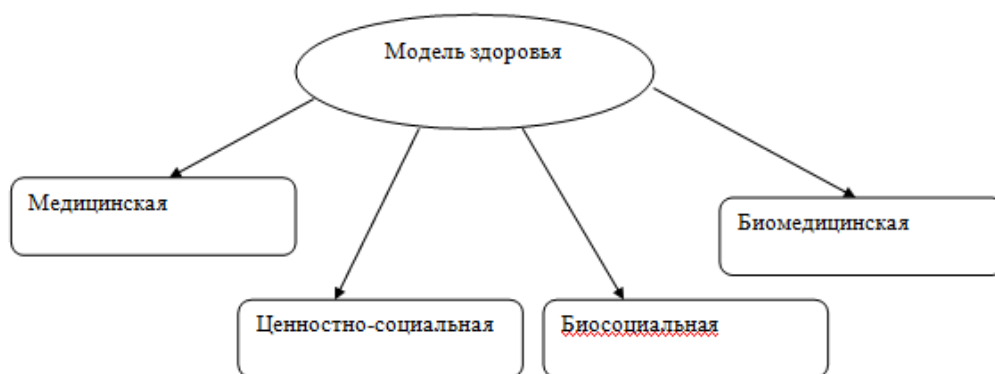 Модель здоровья
Медицинская
Биомедицинская
Ценностно-социальная
Биосоциальная